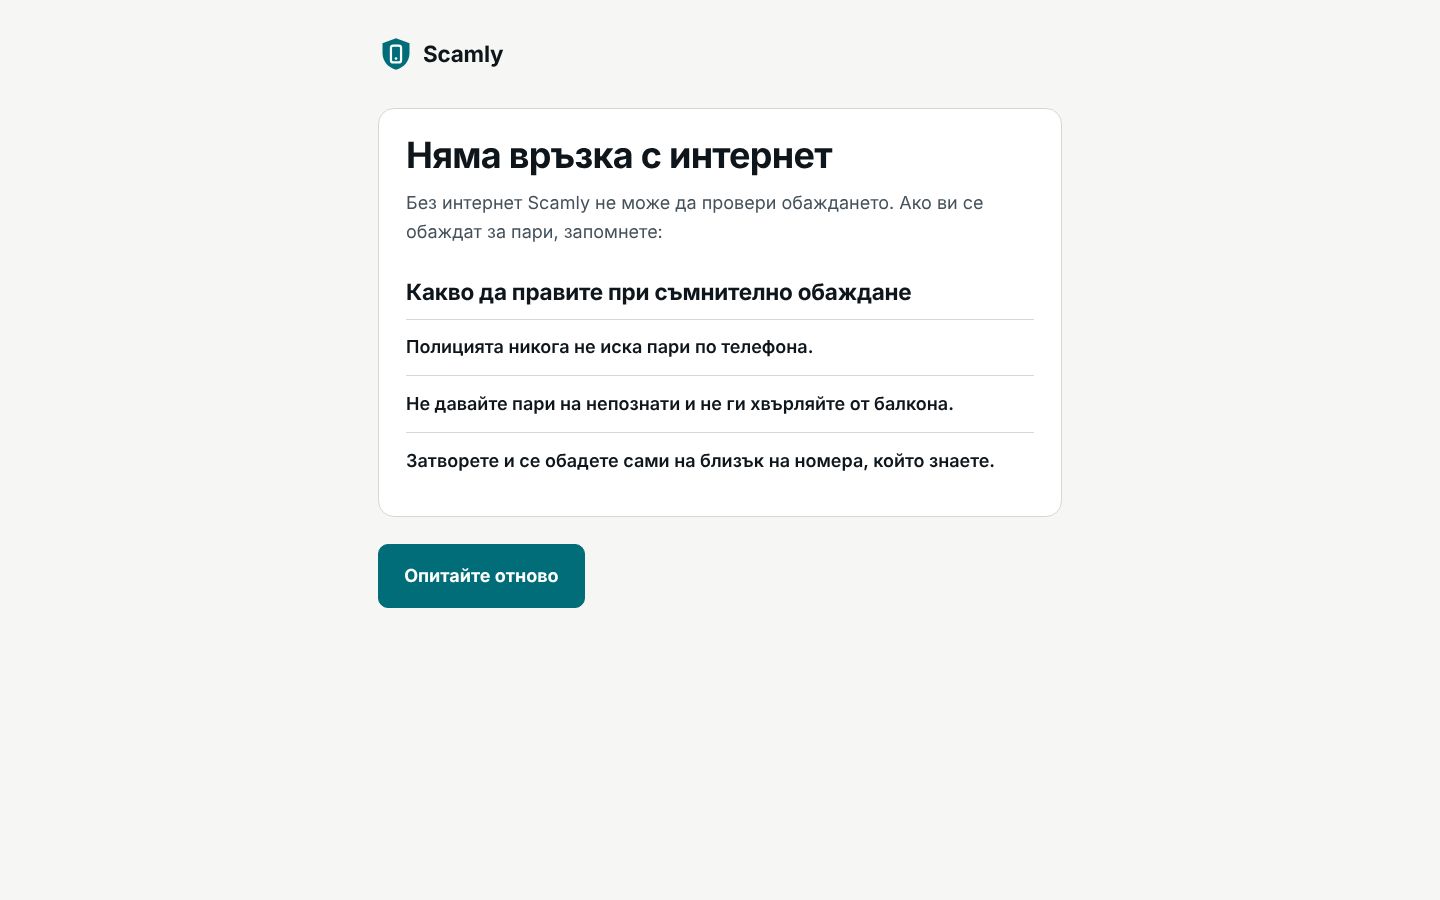 Scamly
Няма връзка с интернет
Без интернет Scamly не може да провери обаждането. Ако ви се
обаждат за пари, запомнете:
Какво да правите при съмнително обаждане
Полицията никога не иска пари по телефона.
Не давайте пари на непознати и не ги хвърляйте от балкона.
Затворете и се обадете сами на близък на номера, който знаете.
Опитайте отново